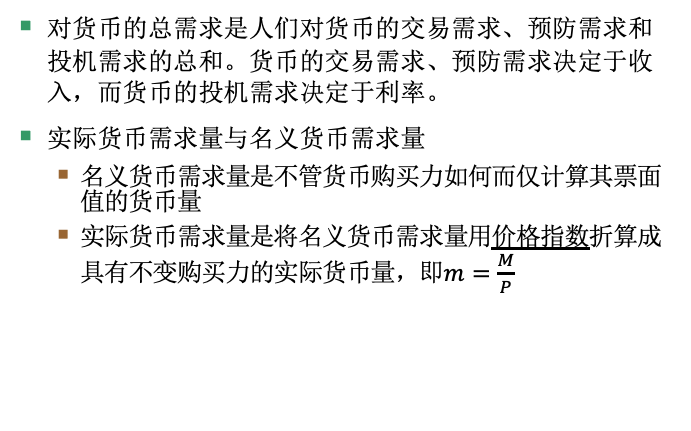 对货币的总需求是人们对货币的交易需求、预防需求和
投机需求的总和。货币的交易需求、预防需求决定于收
入，而货币的投机需求决定于利率。
实际货币需求量与名义货币需求量
名义货币需求量是不管货币购买力如何而仅计算其票面
值的货币量
实际货币需求量是将名义货币需求量用价格指数折算成
具有不变购买力的实际货币量，即m = M/P